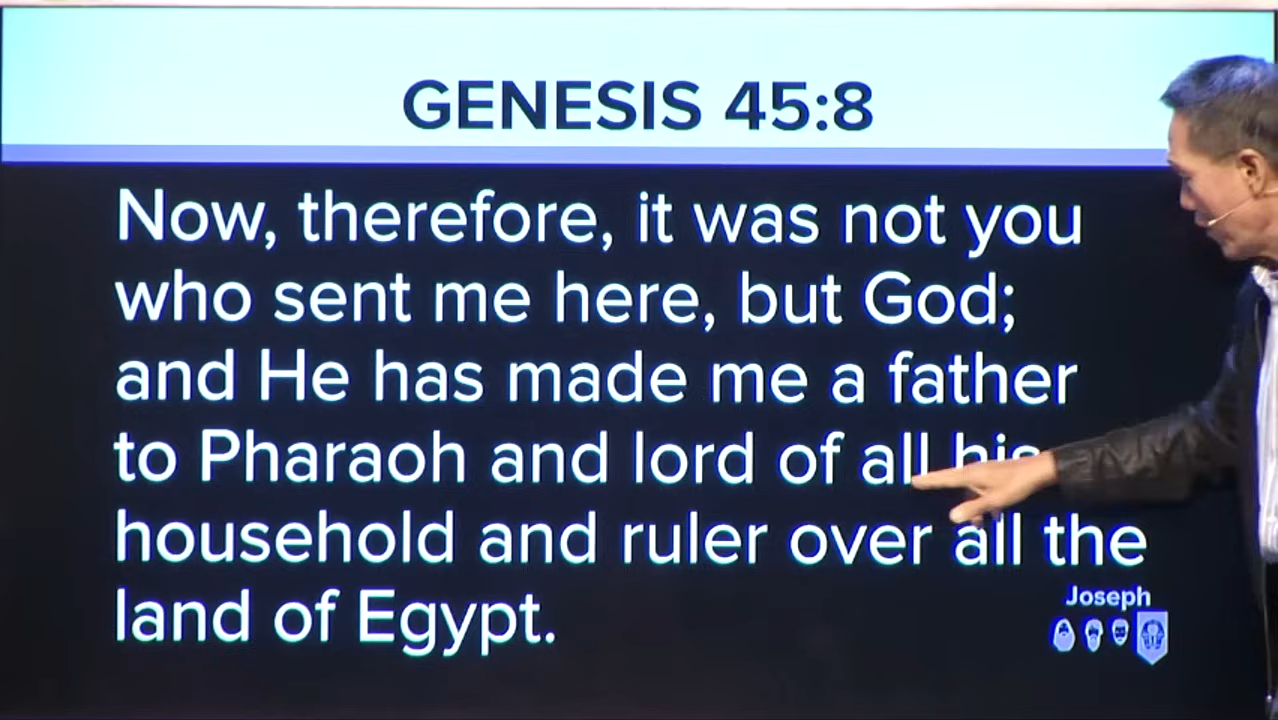 GENESIS 45:8
Now, therefore, it was not you
who sent me here, but God;
and He has made me a father
to Pharaoh and lord of all his
household and ruler over all the
land of Egypt.
Joseph